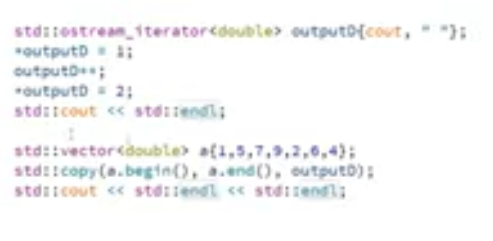 std::ostream_iterator<double> outputD{cout, " "};
*outputD = 1;
outputD++;
*outputD = 2;
std::cout << std::endl;
std::vector<double> a{1,5,7,9,2,6,4};
std::copy(a.begin(), a.end(), outputD);
std::cout << std::endl << std::endl;